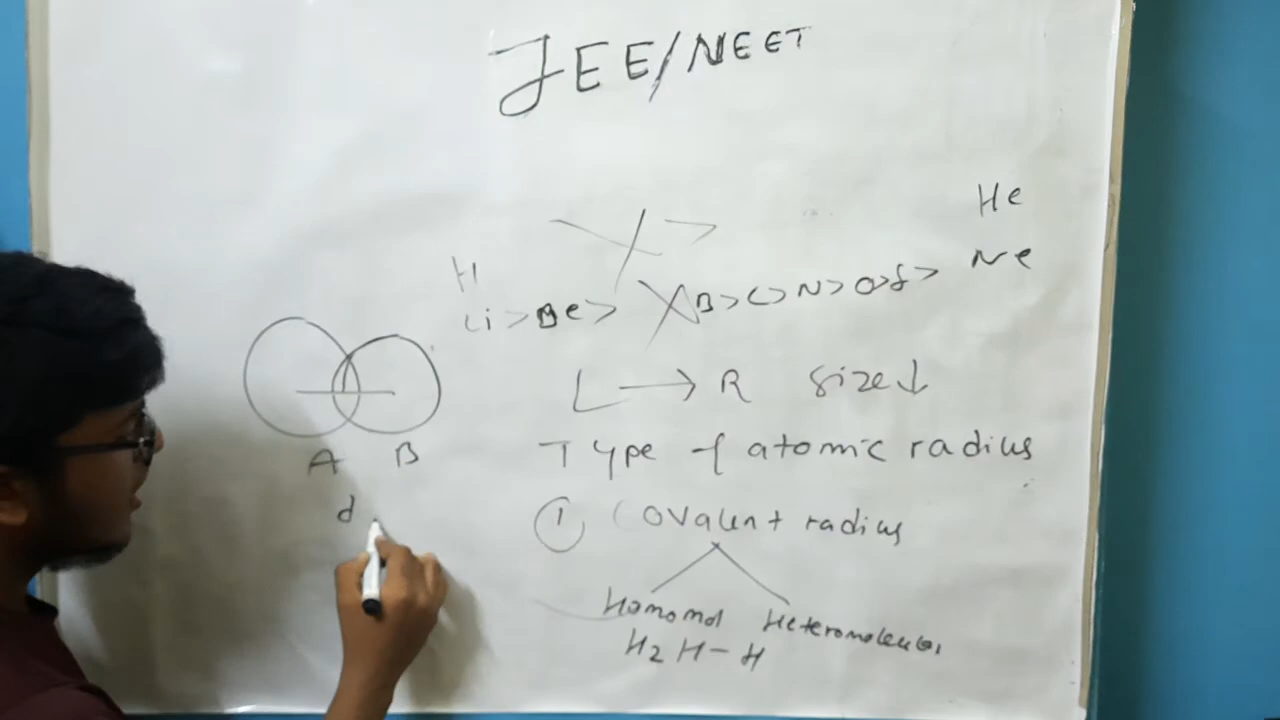 JEE/NEET
He
H
Ne
Li > Be > B > C > N > O > f >
L → R size ↓
Type of atomic radius
A B
d
① Covalent radius
Homomol Heteromolecul
H₂ H-H